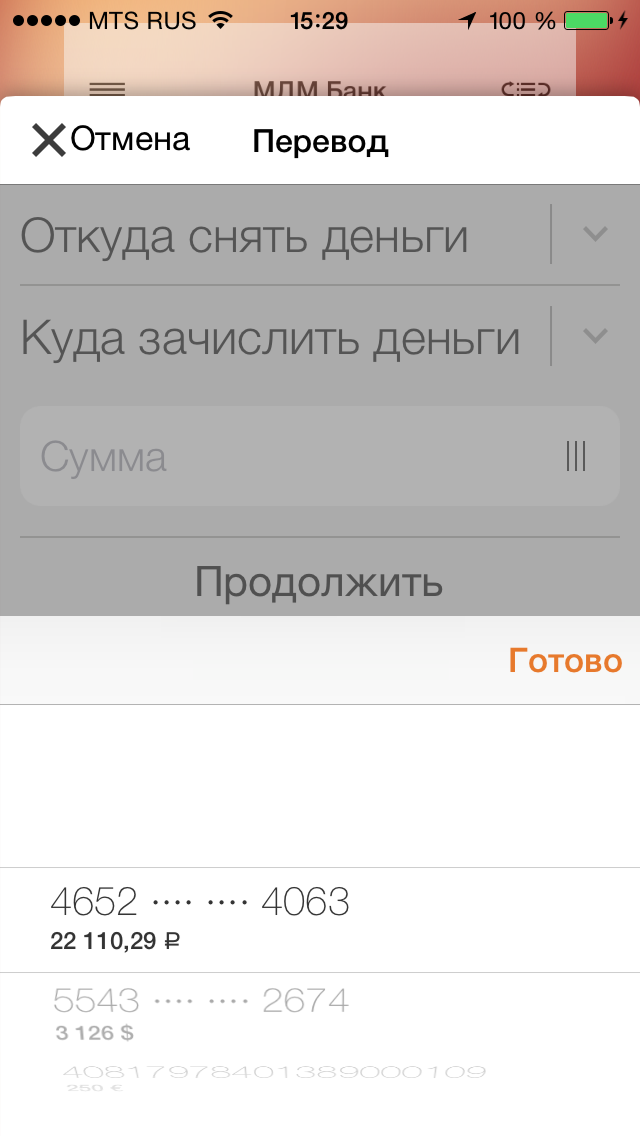 MTS RUS 15:29 100 %
МДМ Банк
Отмена Перевод
Откуда снять деньги
Куда зачислить деньги
Сумма
Продолжить
Готово
4652 ···· ···· 4063
22 110,29 ₽
5543 ···· ···· 2674
3 126 $
40817978401389000109
250 €